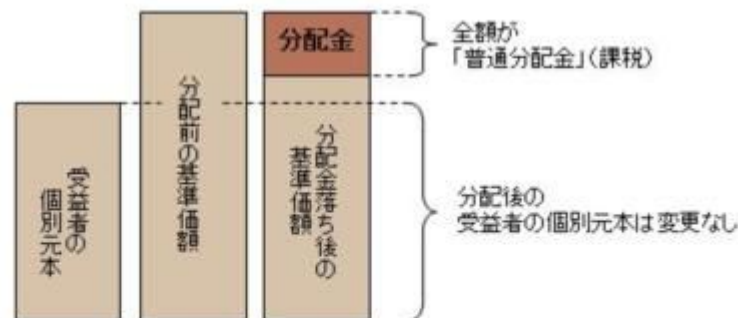 受益者の
個別元本
分配前の基準価額
分配金
分配金落ち後の
基準価額
全額が
「普通分配金」（課税）
分配後の
受益者の個別元本は変更なし